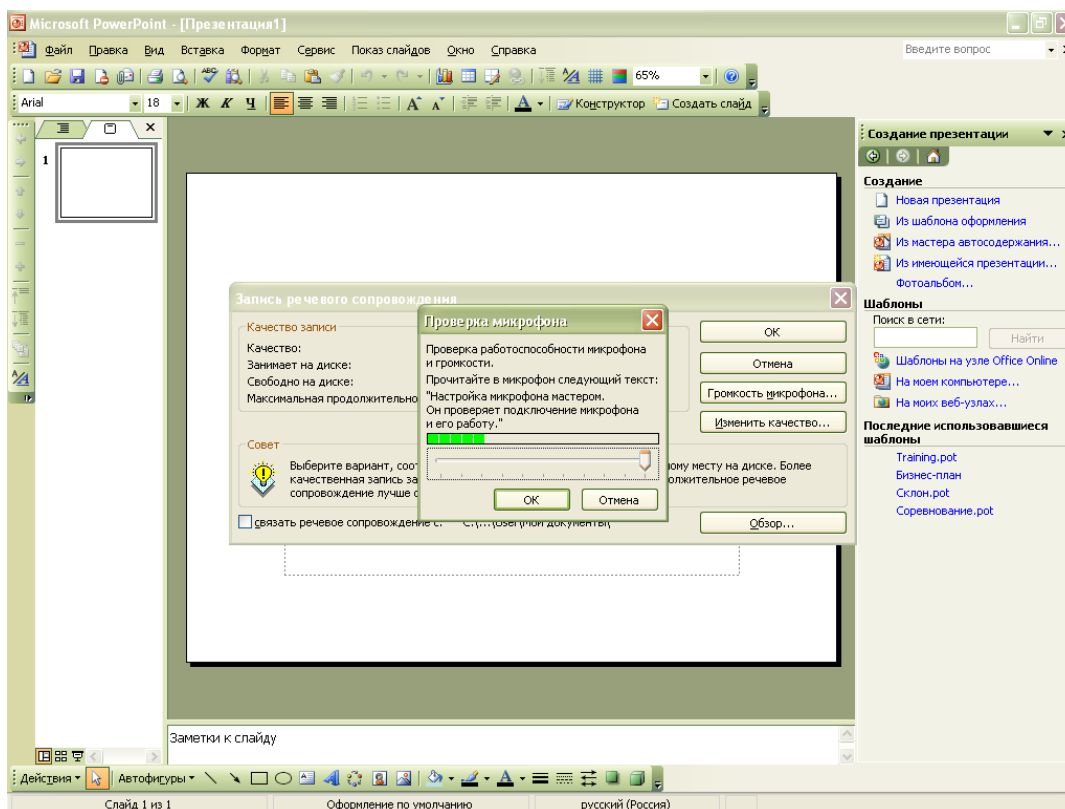 Microsoft PowerPoint - [Презентация1]
Файл Правка Вид Вставка Формат Сервис Показ слайдов Окно Справка Введите вопрос
65%
Arial 18 Ж К Ч Конструктор Создать слайд
1
Создание презентации
Создание
Новая презентация
Из шаблона оформления
Из мастера автосодержания...
Из имеющейся презентации...
Фотоальбом...
Шаблоны
Поиск в сети:
Найти
Шаблоны на узле Office Online
На моем компьютере...
На моих веб-узлах...
Последние использовавшиеся
шаблоны
Training.pot
Бизнес-план
Склон.pot
Соревнование.pot
Запись речевого сопровождения
Качество записи
Качество:
Занимает на диске:
Свободно на диске:
Максимальная
ОК
Отмена
Громкость микрофона...
Изменить качество...
Совет
Выберите вариант, месту на диске. Более
качественная запись речевое
сопровождение лучше
связать речевое сопровождение с: C:\...\User\Мои документы\
Обзор...
Проверка микрофона
Проверка работоспособности микрофона
и громкости.
Прочитайте в микрофон следующий текст:
"Настройка микрофона мастером.
Он проверяет подключение микрофона
и его работу."
ОК Отмена
Заметки к слайду
Действия Автофигуры
Слайд 1 из 1 Оформление по умолчанию русский (Россия)